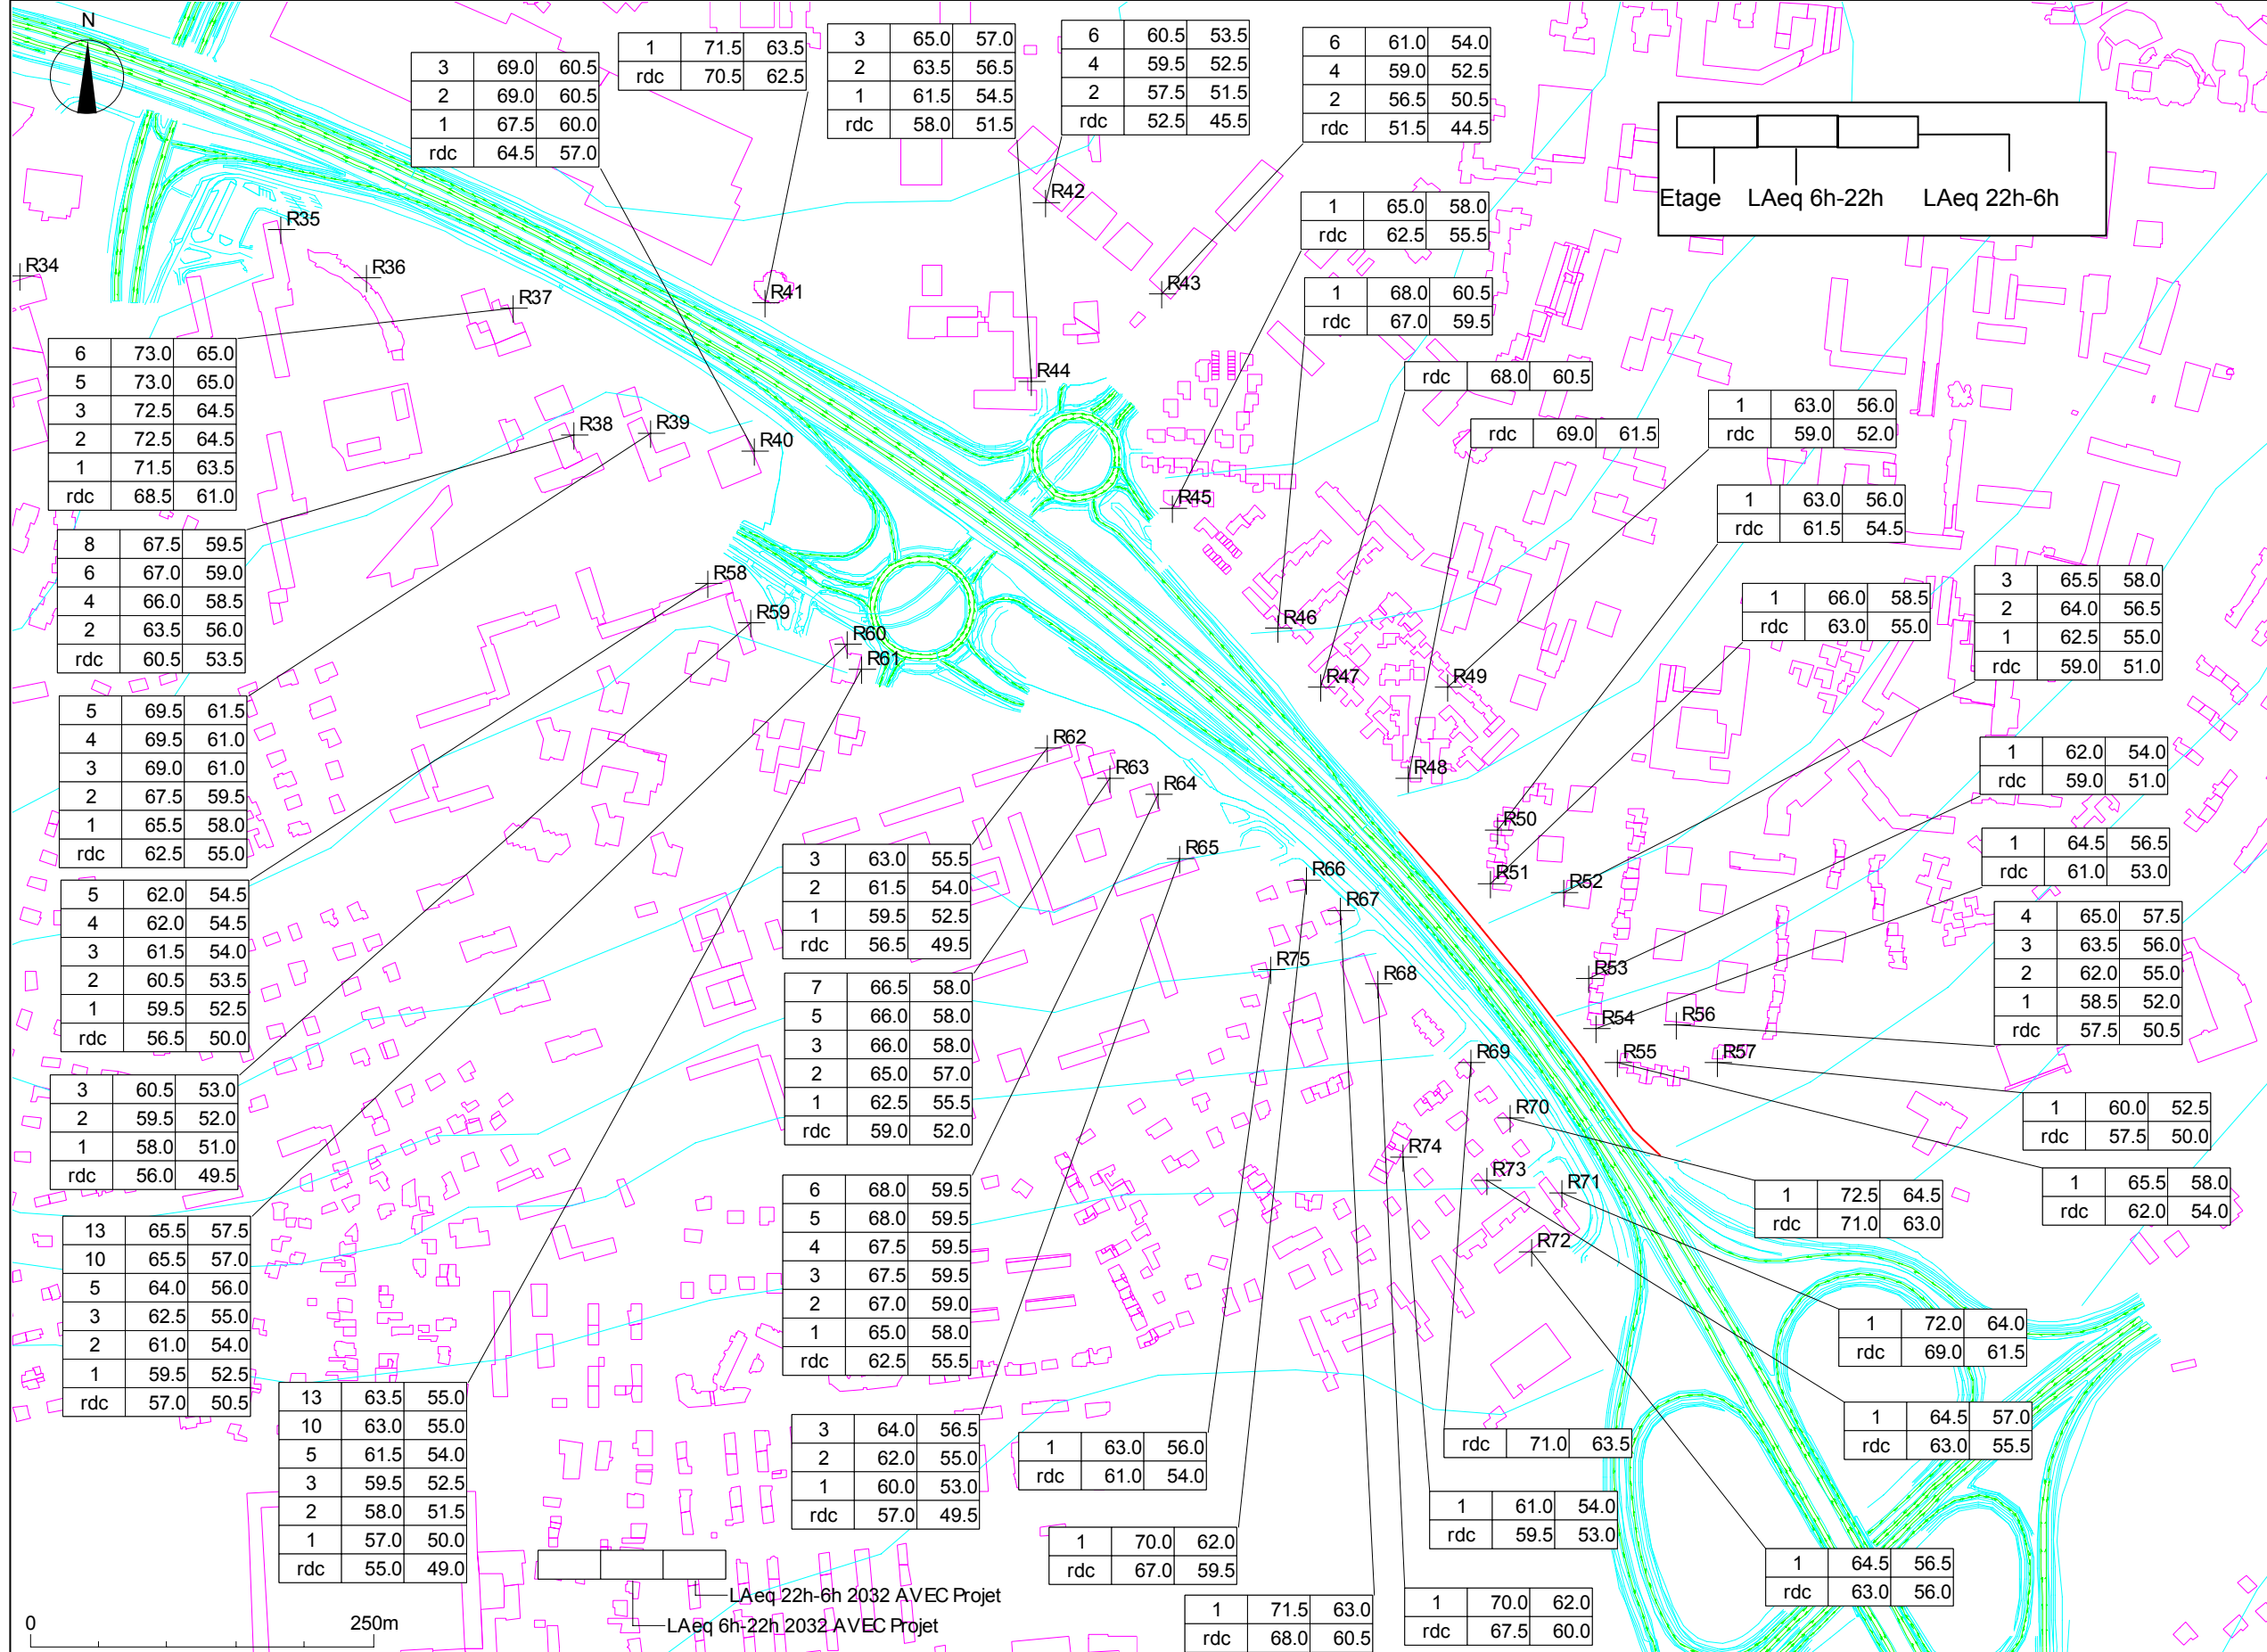 N
1 71.5 63.5
rdc 70.5 62.5
3 69.0 60.5
2 69.0 60.5
1 67.5 60.0
rdc 64.5 57.0
3 65.0 57.0
2 63.5 56.5
1 61.5 54.5
rdc 58.0 51.5
6 60.5 53.5
4 59.5 52.5
2 57.5 51.5
rdc 52.5 45.5
6 61.0 54.0
4 59.0 52.5
2 56.5 50.5
rdc 51.5 44.5
Etage LAeq 6h-22h LAeq 22h-6h
1 65.0 58.0
rdc 62.5 55.5
1 68.0 60.5
rdc 67.0 59.5
rdc 68.0 60.5
rdc 69.0 61.5
1 63.0 56.0
rdc 59.0 52.0
1 63.0 56.0
rdc 61.5 54.5
1 66.0 58.5
rdc 63.0 55.0
3 65.5 58.0
2 64.0 56.5
1 62.5 55.0
rdc 59.0 51.0
1 62.0 54.0
rdc 59.0 51.0
1 64.5 56.5
rdc 61.0 53.0
4 65.0 57.5
3 63.5 56.0
2 62.0 55.0
1 58.5 52.0
rdc 57.5 50.5
1 60.0 52.5
rdc 57.5 50.0
1 65.5 58.0
rdc 62.0 54.0
1 72.5 64.5
rdc 71.0 63.0
1 72.0 64.0
rdc 69.0 61.5
1 64.5 57.0
rdc 63.0 55.5
1 64.5 56.5
rdc 63.0 56.0
R34
R35
R36
R37
R38
R39
R40
R41
R42
R43
R44
R45
R46
R47
R48
R49
R50
R51
R52
R53
R54
R55
R56
R57
R58
R59
R60
R61
R62
R63
R64
R65
R66
R67
R68
R69
R70
R71
R72
R73
R74
R75
6 73.0 65.0
5 73.0 65.0
3 72.5 64.5
2 72.5 64.5
1 71.5 63.5
rdc 68.5 61.0
8 67.5 59.5
6 67.0 59.0
4 66.0 58.5
2 63.5 56.0
rdc 60.5 53.5
5 69.5 61.5
4 69.5 61.0
3 69.0 61.0
2 67.5 59.5
1 65.5 58.0
rdc 62.5 55.0
5 62.0 54.5
4 62.0 54.5
3 61.5 54.0
2 60.5 53.5
1 59.5 52.5
rdc 56.5 50.0
3 60.5 53.0
2 59.5 52.0
1 58.0 51.0
rdc 56.0 49.5
13 65.5 57.5
10 65.5 57.0
5 64.0 56.0
3 62.5 55.0
2 61.0 54.0
1 59.5 52.5
rdc 57.0 50.5
13 63.5 55.0
10 63.0 55.0
5 61.5 54.0
3 59.5 52.5
2 58.0 51.5
1 57.0 50.0
rdc 55.0 49.0
3 63.0 55.5
2 61.5 54.0
1 59.5 52.5
rdc 56.5 49.5
7 66.5 58.0
5 66.0 58.0
3 66.0 58.0
2 65.0 57.0
1 62.5 55.5
rdc 59.0 52.0
6 68.0 59.5
5 68.0 59.5
4 67.5 59.5
3 67.5 59.5
2 67.0 59.0
1 65.0 58.0
rdc 62.5 55.5
3 64.0 56.5
2 62.0 55.0
1 60.0 53.0
rdc 57.0 49.5
1 63.0 56.0
rdc 61.0 54.0
1 70.0 62.0
rdc 67.0 59.5
1 71.5 63.0
rdc 68.0 60.5
1 70.0 62.0
rdc 67.5 60.0
1 61.0 54.0
rdc 59.5 53.0
rdc 71.0 63.5
LAeq 22h-6h 2032 AVEC Projet
LAeq 6h-22h 2032 AVEC Projet
0 250m